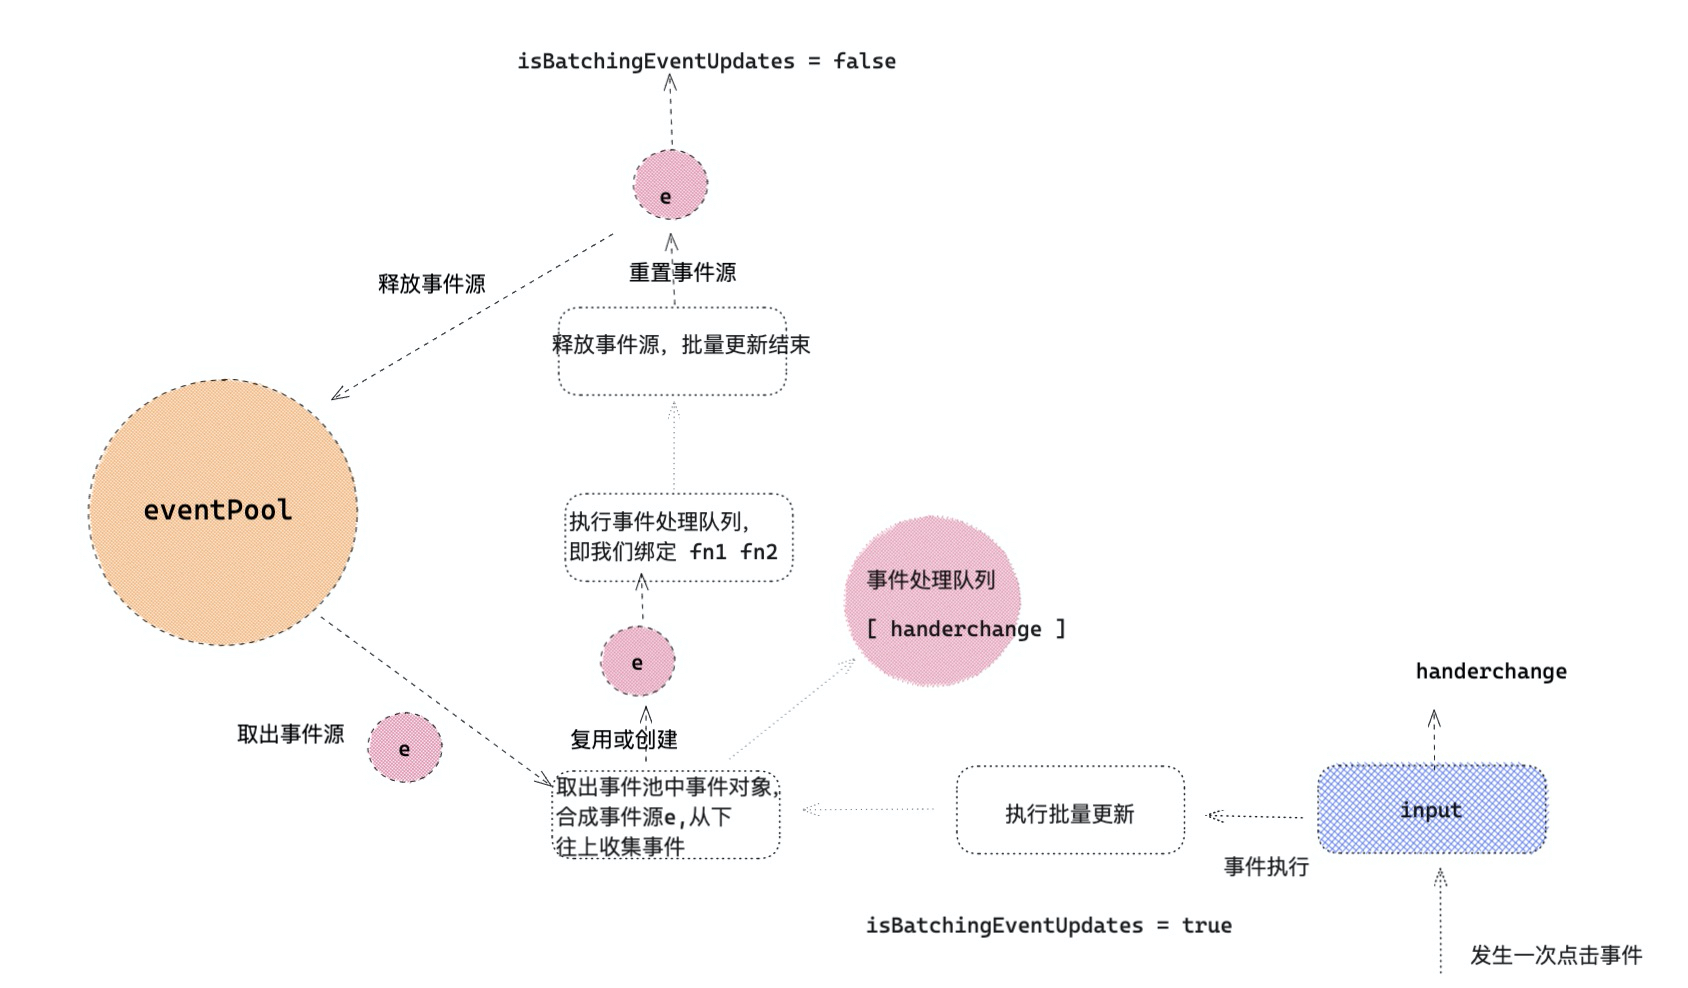 isBatchingEventUpdates = false
e
释放事件源
重置事件源
释放事件源，批量更新结束
eventPool
执行事件处理队列，
即我们绑定 fn1 fn2
事件处理队列
[ handerchange ]
e
handerchange
取出事件源
e
复用或创建
取出事件池中事件对象，
合成事件源e,从下
往上收集事件
执行批量更新
input
事件执行
isBatchingEventUpdates = true
发生一次点击事件